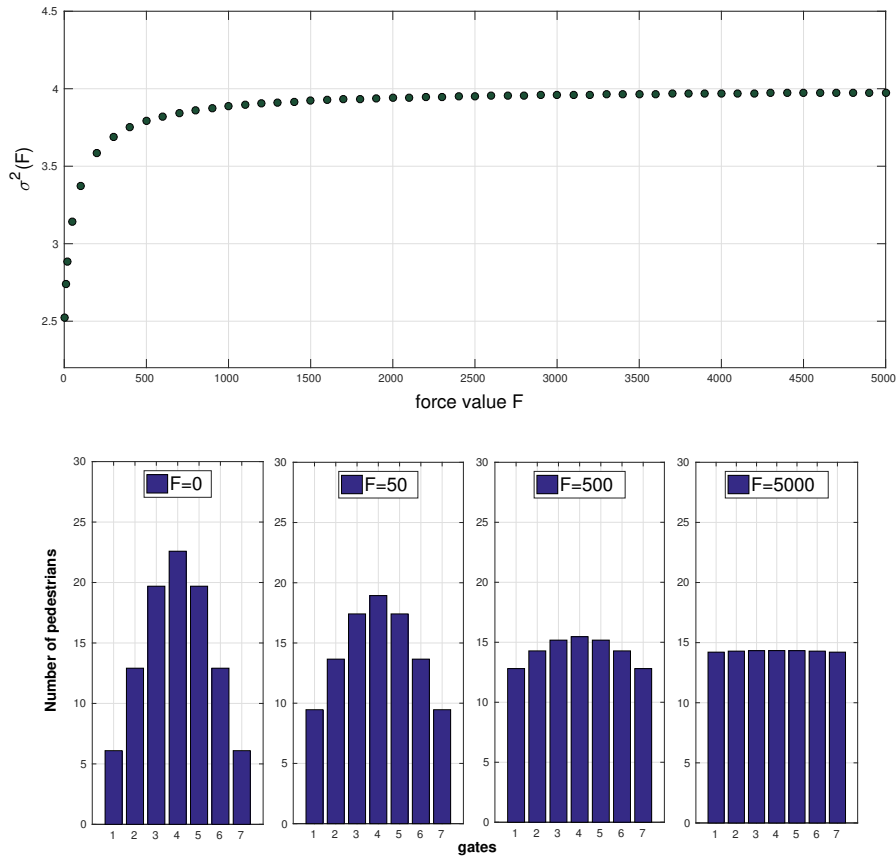 4.5
4
3.5
3
2.5
σ²(F)
0 500 1000 1500 2000 2500 3000 3500 4000 4500 5000
force value F
30 25 20 15 10 5 0
Number of pedestrians
F=0
1 2 3 4 5 6 7
30 25 20 15 10 5 0
F=50
1 2 3 4 5 6 7
30 25 20 15 10 5 0
F=500
1 2 3 4 5 6 7
30 25 20 15 10 5 0
F=5000
1 2 3 4 5 6 7
gates